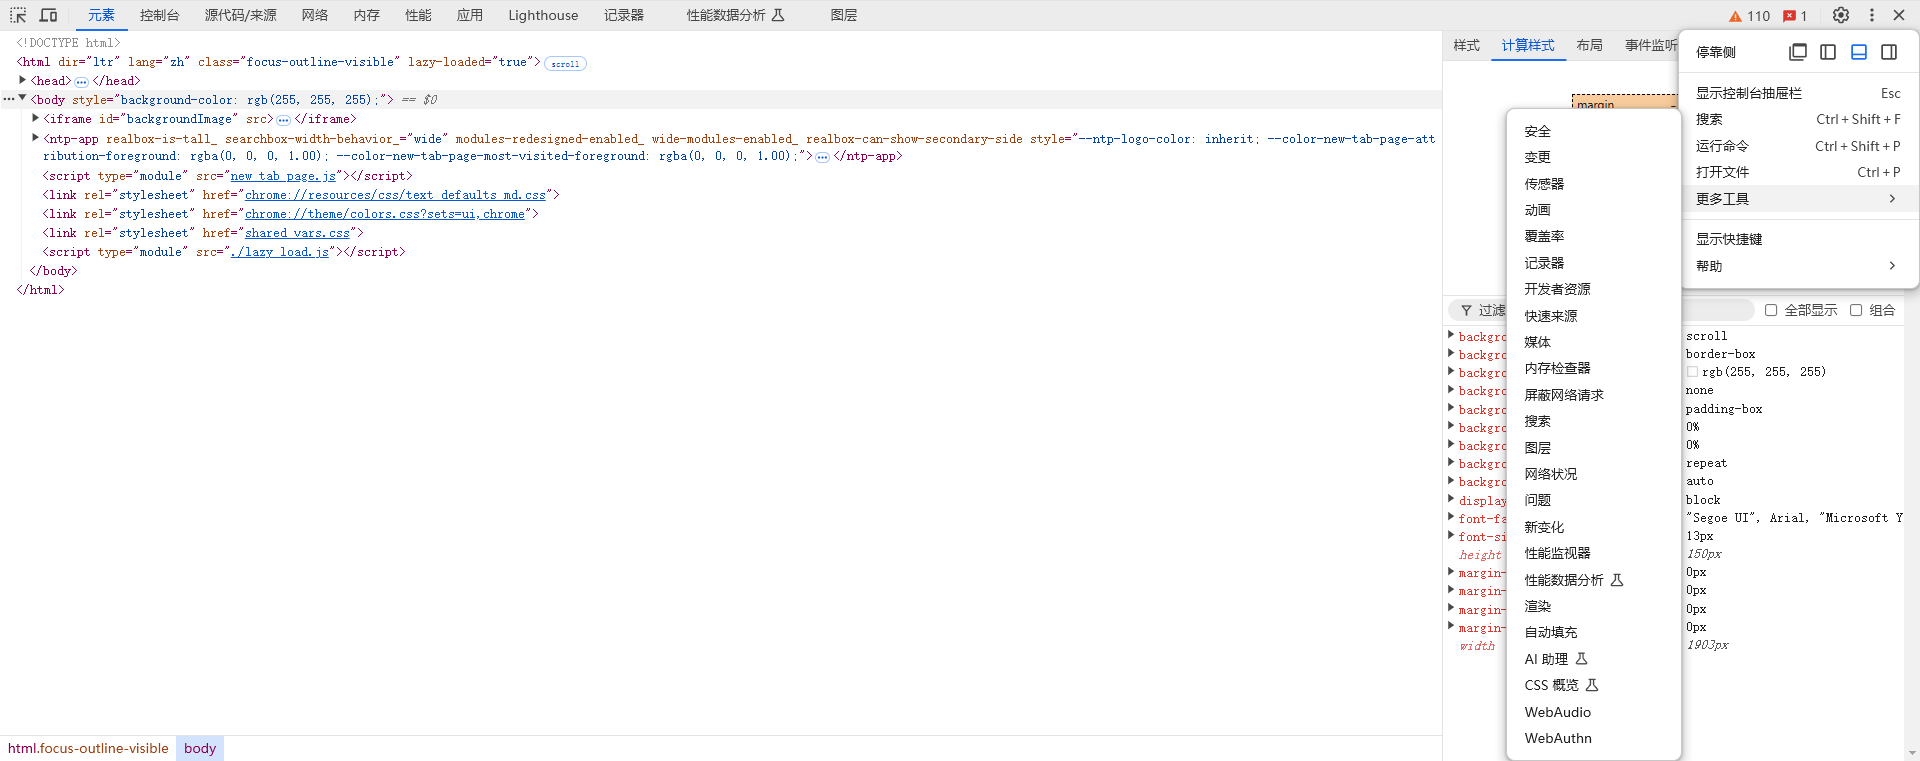 元素 控制台 源代码/来源 网络 内存 性能 应用 Lighthouse 记录器 性能数据分析 图层 110 1
<!DOCTYPE html>
<html dir="ltr" lang="zh" class="focus-outline-visible" lazy-loaded="true"> scroll
<head> … </head>
<body style="background-color: rgb(255, 255, 255);"> == $0
<iframe id="backgroundImage" src> … </iframe>
<ntp-app realbox-is-tall_ searchbox-width-behavior_="wide" modules-redesigned-enabled_ wide-modules-enabled_ realbox-can-show-secondary-side style="--ntp-logo-color: inherit; --color-new-tab-page-att
ribution-foreground: rgba(0, 0, 0, 1.00); --color-new-tab-page-most-visited-foreground: rgba(0, 0, 0, 1.00);"> … </ntp-app>
<script type="module" src="new_tab_page.js"></script>
<link rel="stylesheet" href="chrome://resources/css/text_defaults_md.css">
<link rel="stylesheet" href="chrome://theme/colors.css?sets=ui,chrome">
<link rel="stylesheet" href="shared_vars.css">
<script type="module" src="./lazy_load.js"></script>
</body>
</html>
html.focus-outline-visible body
样式 计算样式 布局 事件监听
margin -
过滤 全部显示 组合
backgro scroll
backgro border-box
backgro rgb(255, 255, 255)
backgro none
backgro padding-box
backgro 0%
backgro 0%
backgro repeat
backgro auto
display block
font-fa "Segoe UI", Arial, "Microsoft Y
font-si 13px
height 150px
margin- 0px
margin- 0px
margin- 0px
margin- 0px
width 1903px
停靠侧
显示控制台抽屉栏 Esc
搜索 Ctrl + Shift + F
运行命令 Ctrl + Shift + P
打开文件 Ctrl + P
更多工具
显示快捷键
帮助
安全
变更
传感器
动画
覆盖率
记录器
开发者资源
快速来源
媒体
内存检查器
屏蔽网络请求
搜索
图层
网络状况
问题
新变化
性能监视器
性能数据分析
渲染
自动填充
AI 助理
CSS 概览
WebAudio
WebAuthn